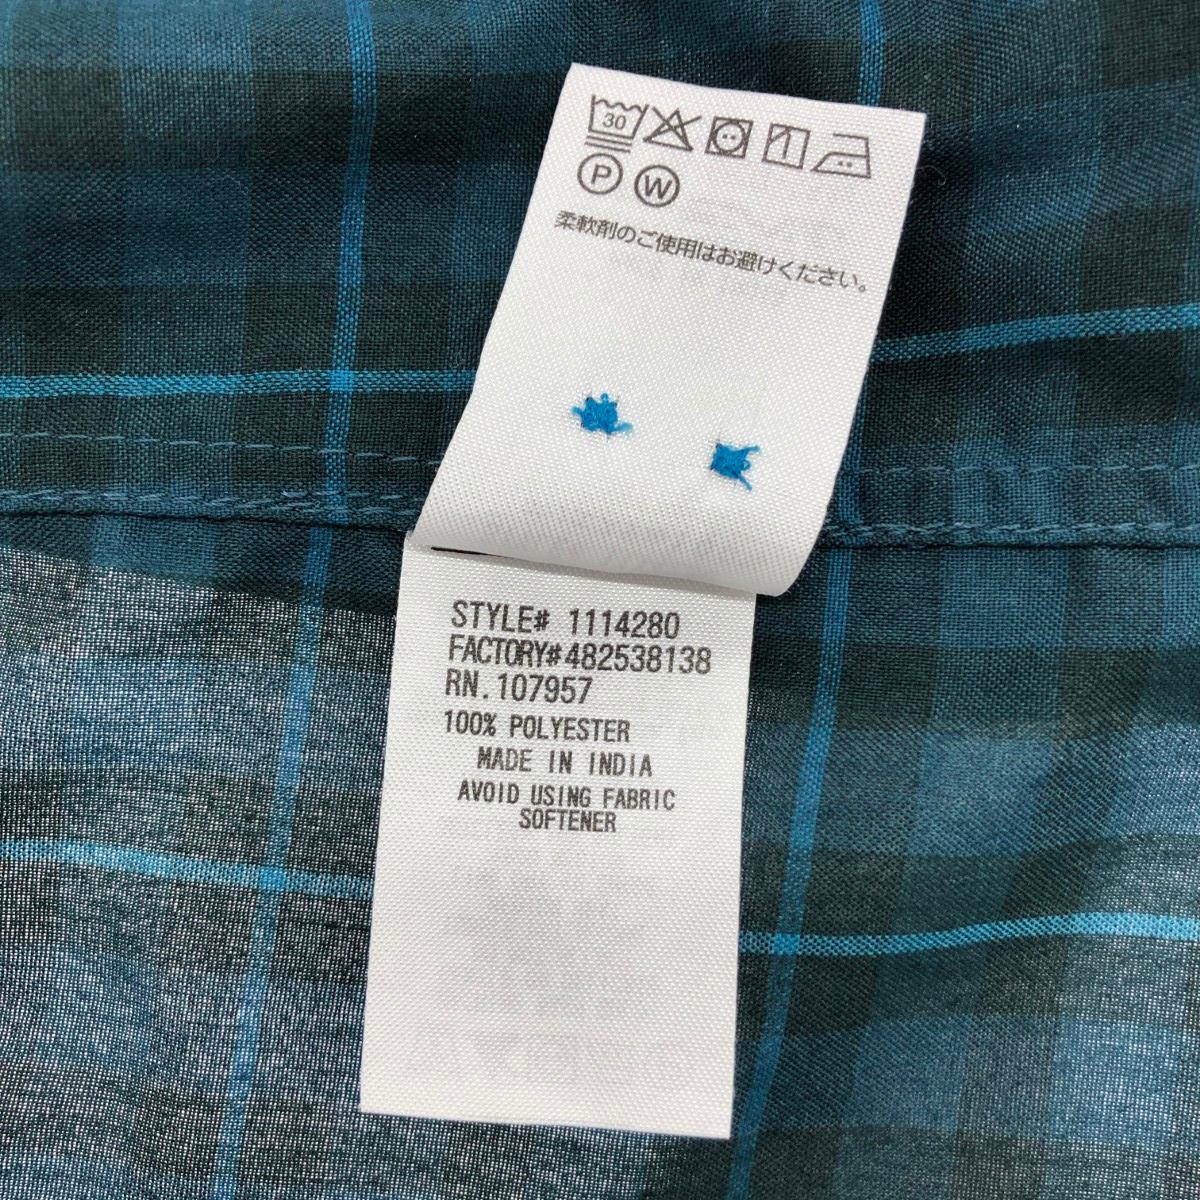 30
P W
柔軟剤のご使用はお避けください。
STYLE# 1114280
FACTORY#482538138
RN.107957
100% POLYESTER
MADE IN INDIA
AVOID USING FABRIC
SOFTENER